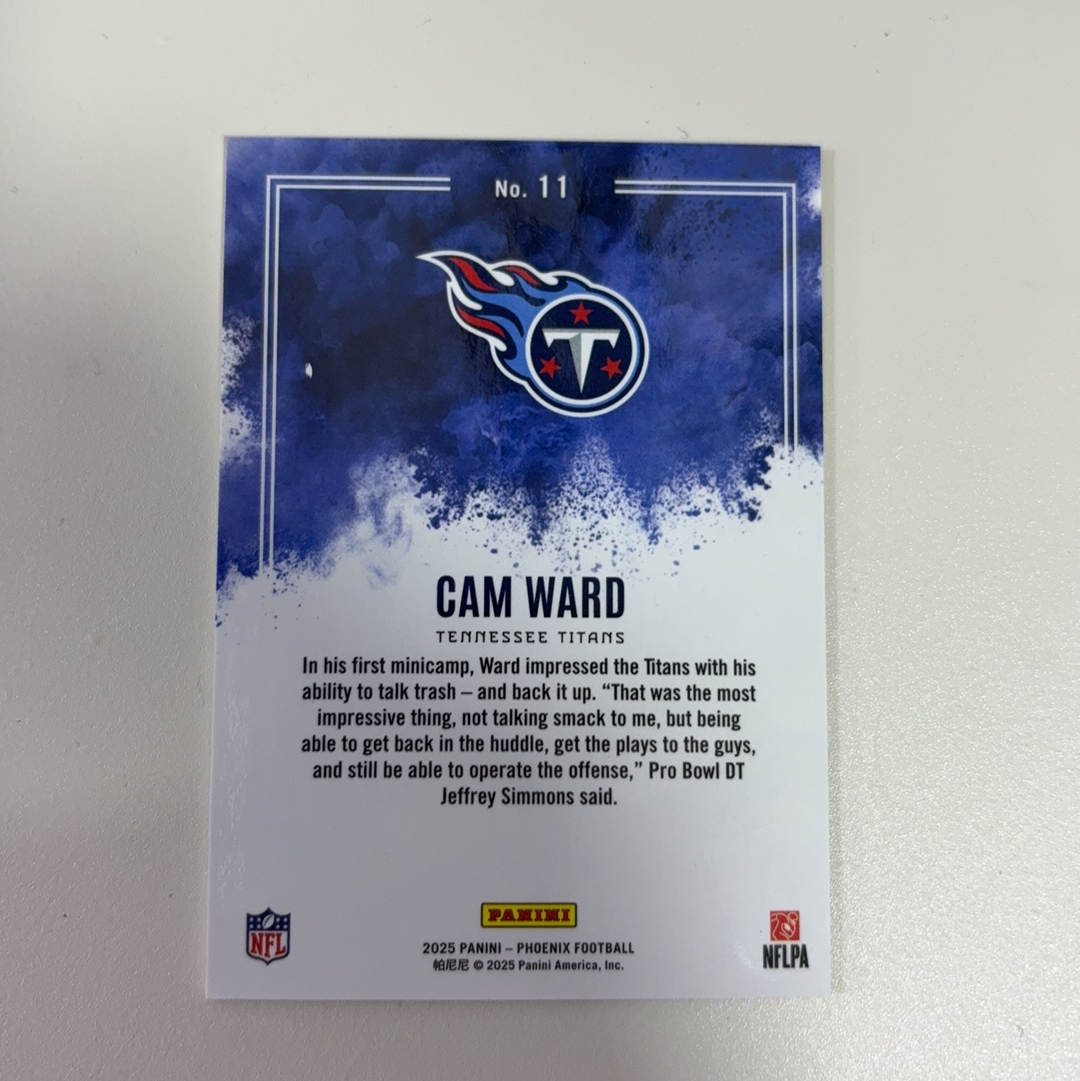 No. 11
T
CAM WARD
TENNESSEE TITANS
In his first minicamp, Ward impressed the Titans with his
ability to talk trash – and back it up. “That was the most
impressive thing, not talking smack to me, but being
able to get back in the huddle, get the plays to the guys,
and still be able to operate the offense,” Pro Bowl DT
Jeffrey Simmons said.
PANINI
NFL
2025 PANINI – PHOENIX FOOTBALL
帕尼尼 © 2025 Panini America, Inc.
NFLPA